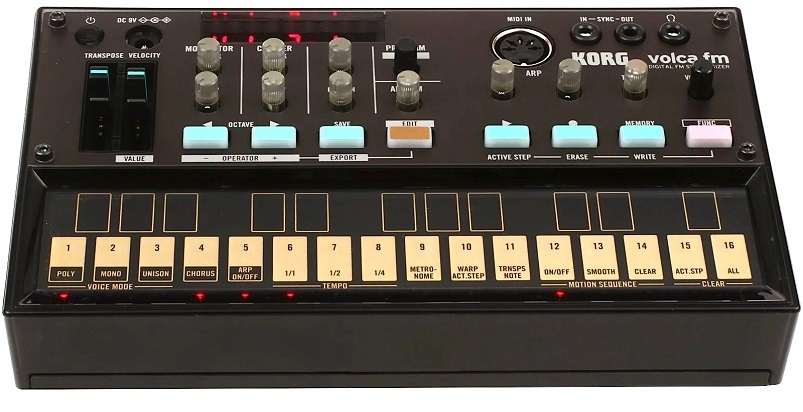 DC 9V
MIDI IN
IN – SYNC – OUT
TRANSPOSE VELOCITY
KORG volca fm
DIGITAL FM
ARP
OCTAVE SAVE EDIT MEMORY FUNC
VALUE
- OPERATOR + EXPORT
ACTIVE STEP ERASE WRITE
1 2 3 4 5 6 7 8 9 10 11 12 13 14 15 16
POLY MONO UNISON CHORUS ARP ON/OFF 1/1 1/2 1/4 METRO-NOME WARP ACT.STEP TRNSPS NOTE ON/OFF SMOOTH CLEAR ACT.STP ALL
VOICE MODE TEMPO MOTION SEQUENCE CLEAR